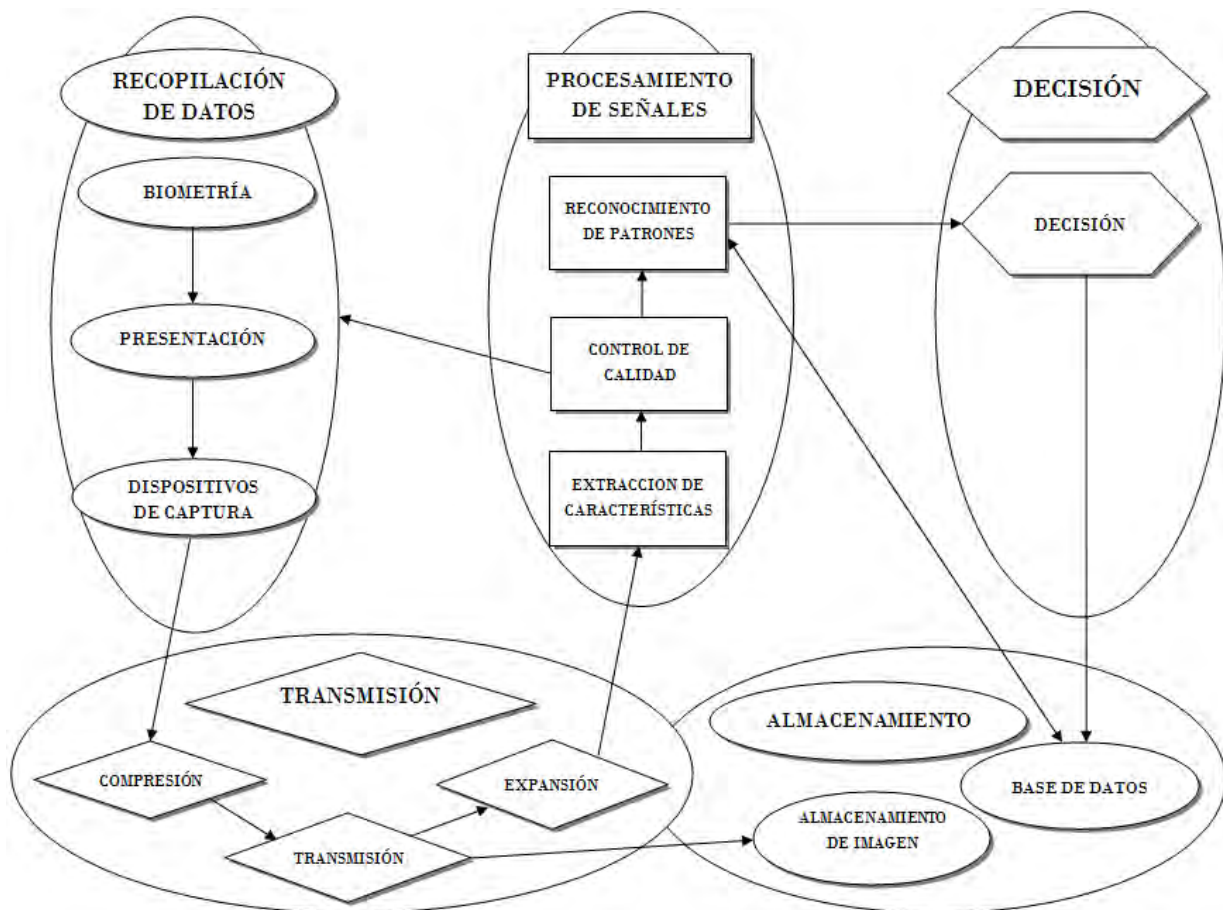 RECOPILACIÓN
DE DATOS
BIOMETRÍA
PRESENTACIÓN
DISPOSITIVOS
DE CAPTURA
PROCESAMIENTO
DE SEÑALES
RECONOCIMIENTO
DE PATRONES
CONTROL DE
CALIDAD
EXTRACCION DE
CARACTERÍSTICAS
DECISIÓN
DECISIÓN
TRANSMISIÓN
COMPRESIÓN
TRANSMISIÓN
EXPANSIÓN
ALMACENAMIENTO
BASE DE DATOS
ALMACENAMIENTO
DE IMAGEN